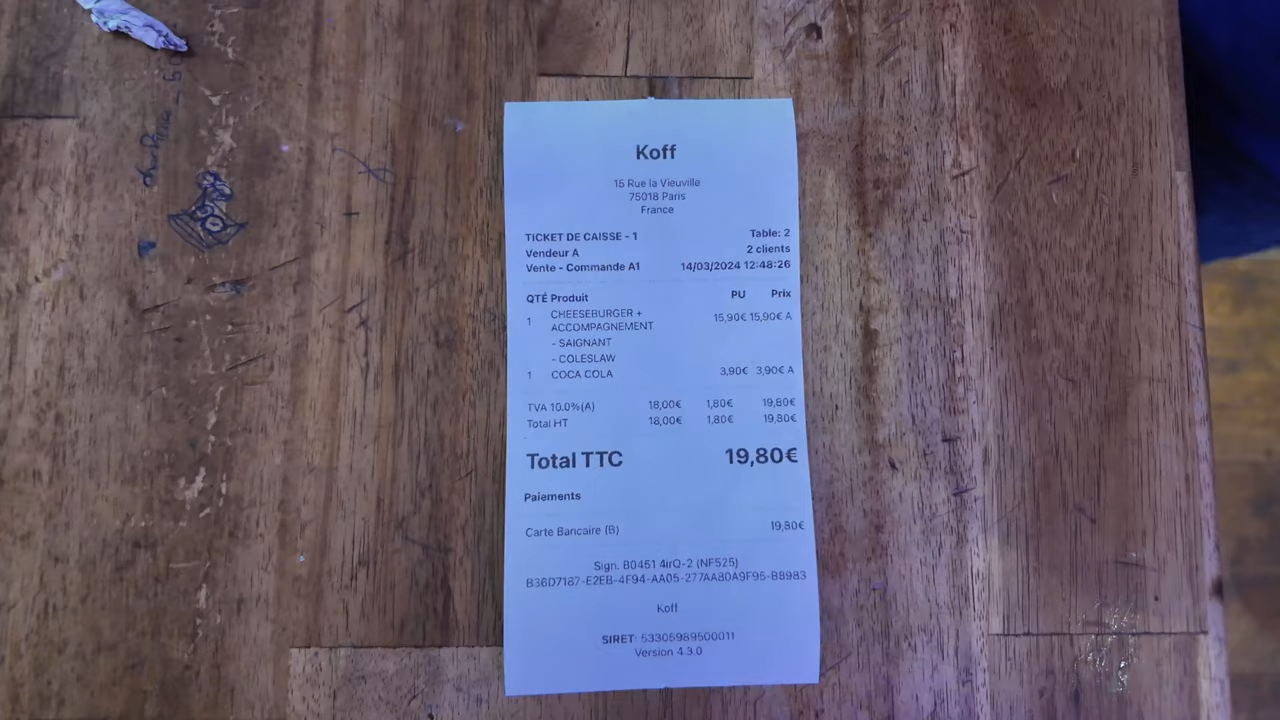 Koff
15 Rue la Vieuville
75018 Paris
France
TICKET DE CAISSE - 1 Table: 2
Vendeur A 2 clients
Vente - Commande A1 14/03/2024 12:48:26
QTÉ Produit PU Prix
1 CHEESEBURGER + ACCOMPAGNEMENT 15,90€ 15,90€ A
- SAIGNANT
- COLESLAW
1 COCA COLA 3,90€ 3,90€ A
TVA 10.0%(A) 18,00€ 1,80€ 19,80€
Total HT 18,00€ 1,80€ 19,80€
Total TTC 19,80€
Paiements
Carte Bancaire (B) 19,80€
Sign. B0451 4irQ-2 (NF525)
B36D7187-E2EB-4F94-AA05-277AA80A9F95-B8983
Koff
SIRET: 53305989500011
Version 4.3.0